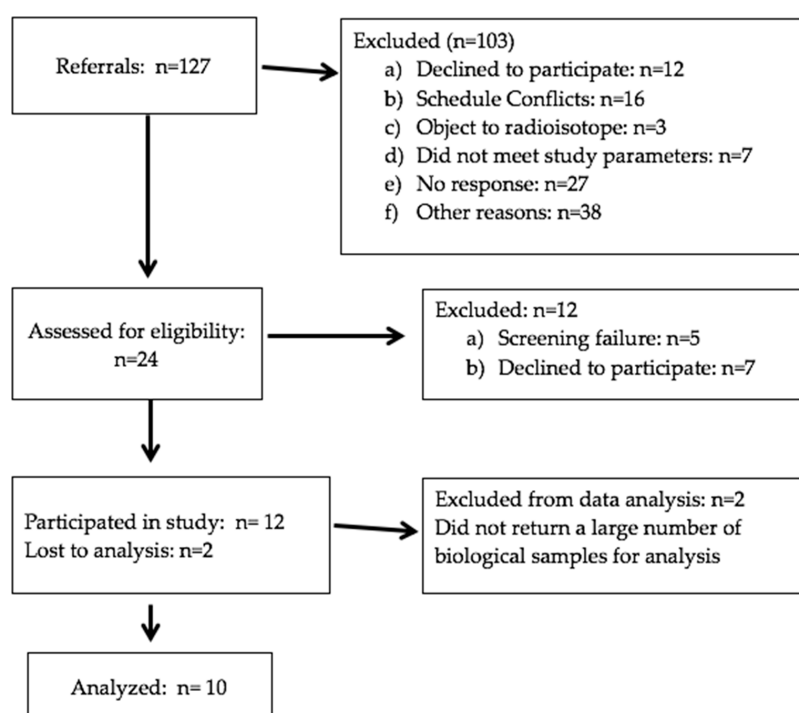 Referrals: n=127
Excluded (n=103)
a) Declined to participate: n=12
b) Schedule Conflicts: n=16
c) Object to radioisotope: n=3
d) Did not meet study parameters: n=7
e) No response: n=27
f) Other reasons: n=38
Assessed for eligibility:
n=24
Excluded: n=12
a) Screening failure: n=5
b) Declined to participate: n=7
Participated in study: n= 12
Lost to analysis: n=2
Excluded from data analysis: n=2
Did not return a large number of
biological samples for analysis
Analyzed: n= 10